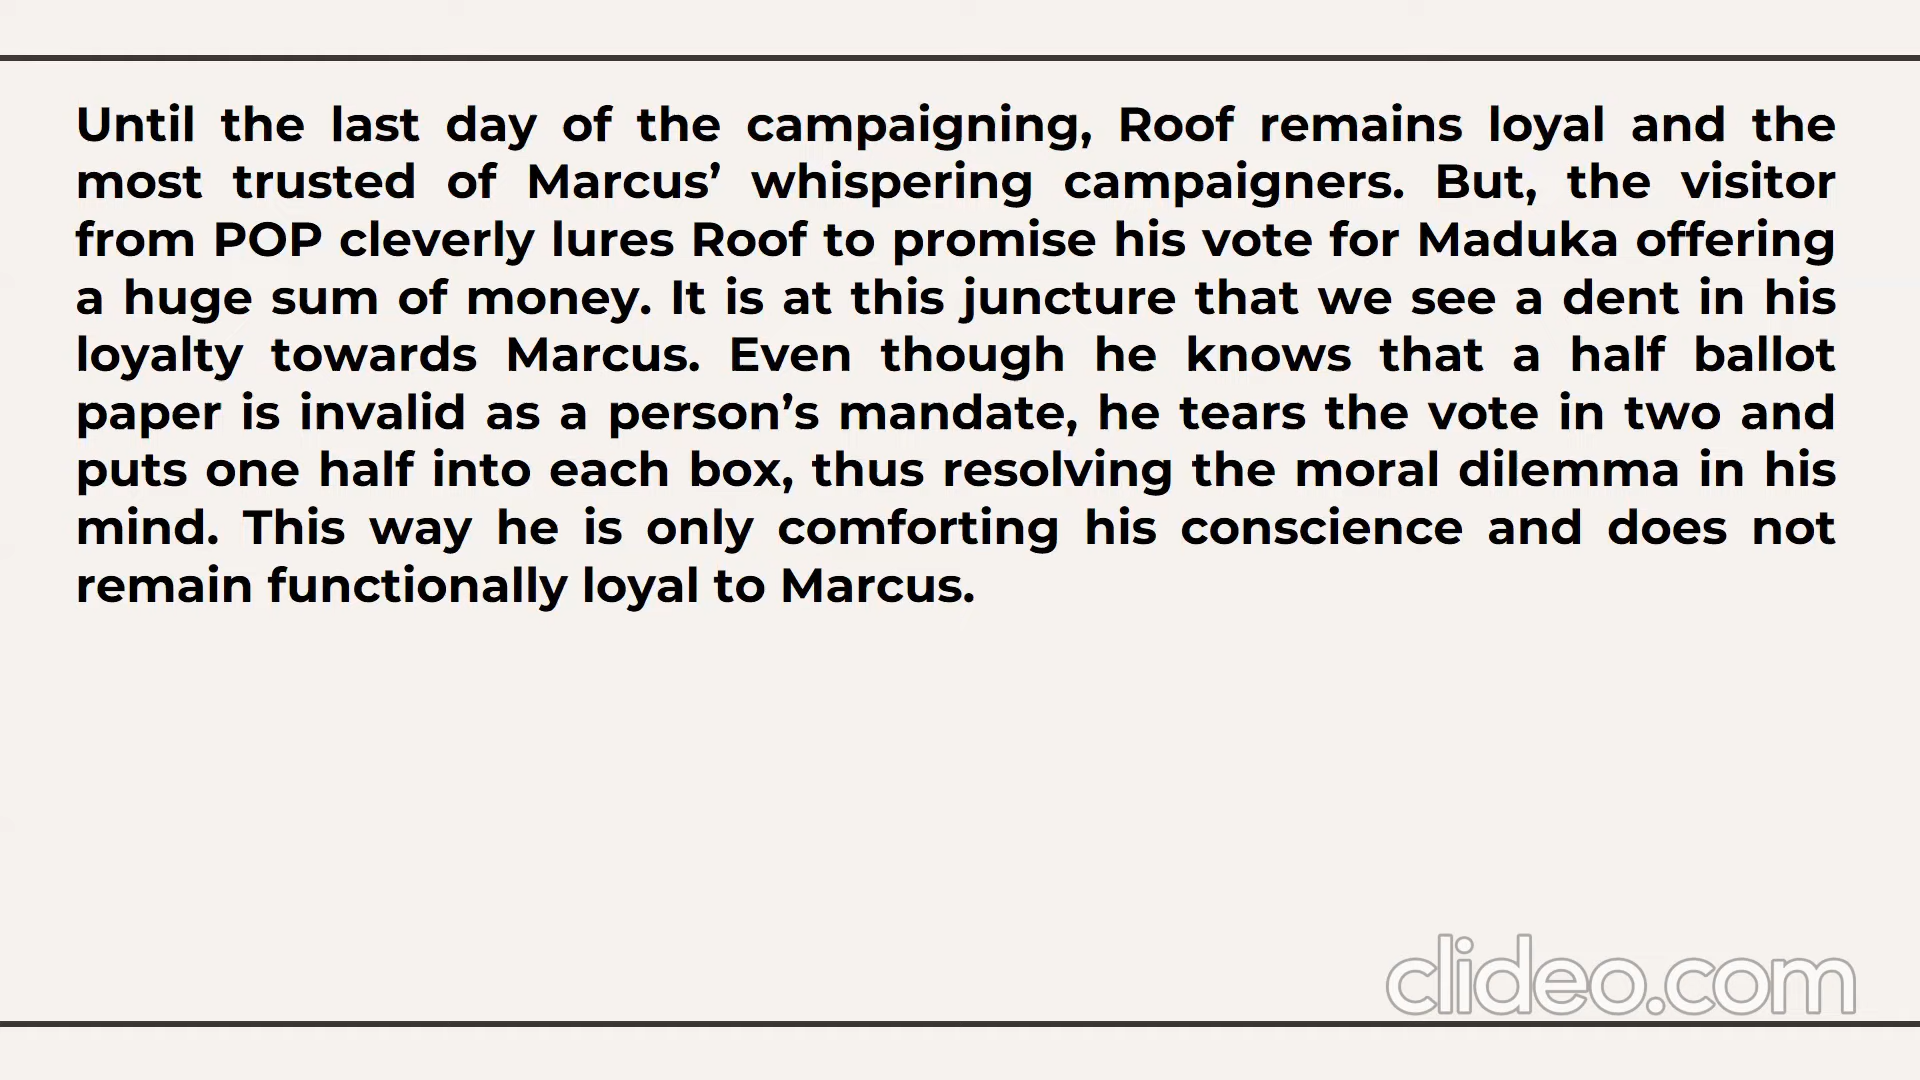 Until the last day of the campaigning, Roof remains loyal and the
most trusted of Marcus’ whispering campaigners. But, the visitor
from POP cleverly lures Roof to promise his vote for Maduka offering
a huge sum of money. It is at this juncture that we see a dent in his
loyalty towards Marcus. Even though he knows that a half ballot
paper is invalid as a person’s mandate, he tears the vote in two and
puts one half into each box, thus resolving the moral dilemma in his
mind. This way he is only comforting his conscience and does not
remain functionally loyal to Marcus.
clideo.com